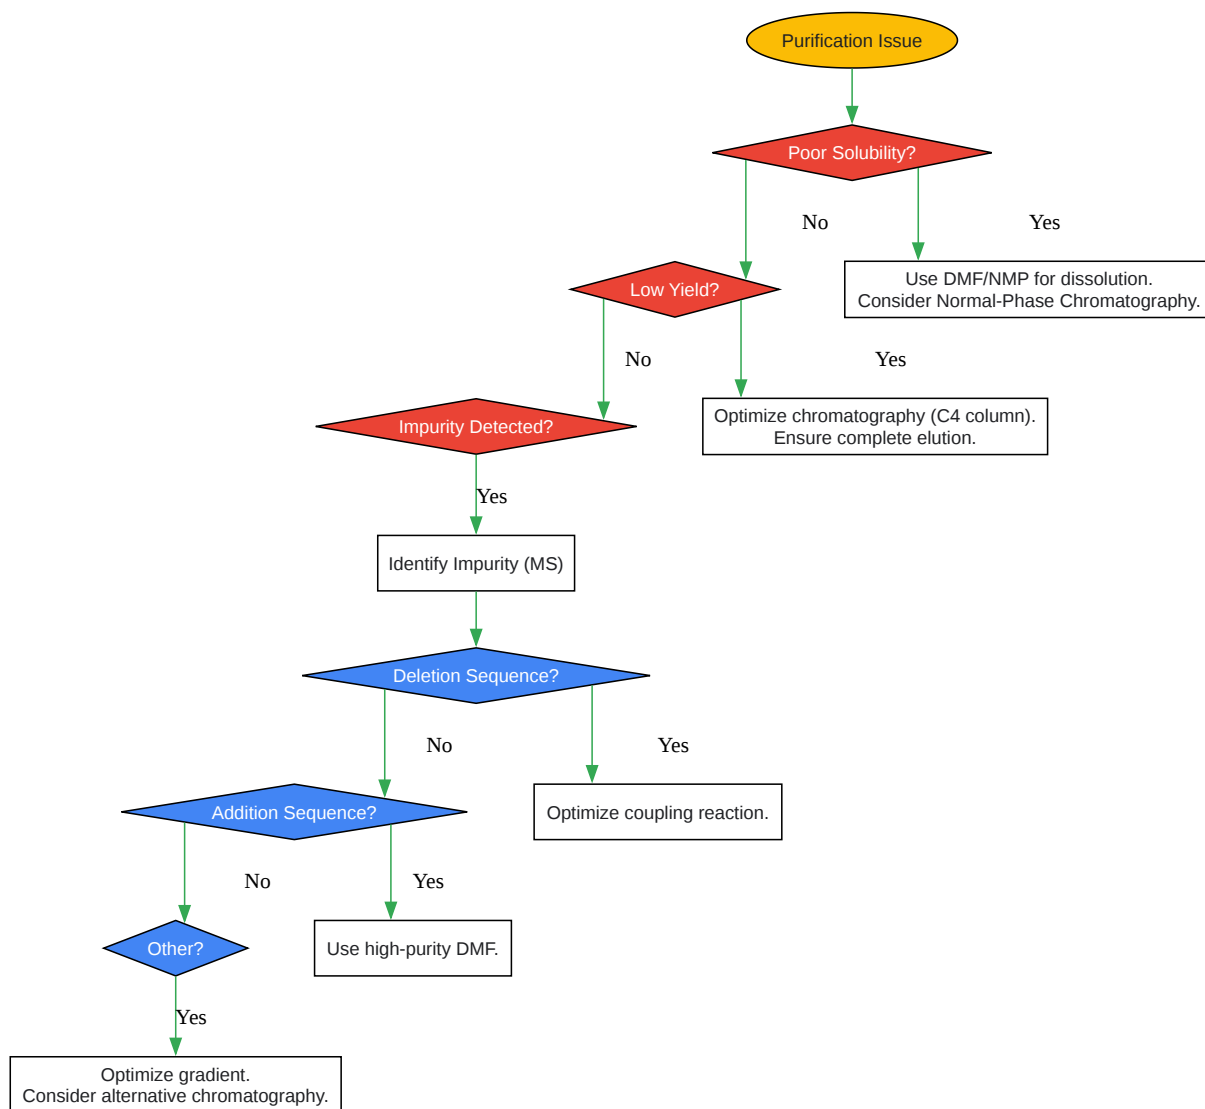 Purification Issue
Poor Solubility?
No
Yes
Low Yield?
Use DMF/NMP for dissolution.
Consider Normal-Phase Chromatography.
No
Yes
Impurity Detected?
Optimize chromatography (C4 column).
Ensure complete elution.
Yes
Identify Impurity (MS)
Deletion Sequence?
No
Yes
Addition Sequence?
Optimize coupling reaction.
No
Yes
Other?
Use high-purity DMF.
Yes
Optimize gradient.
Consider alternative chromatography.